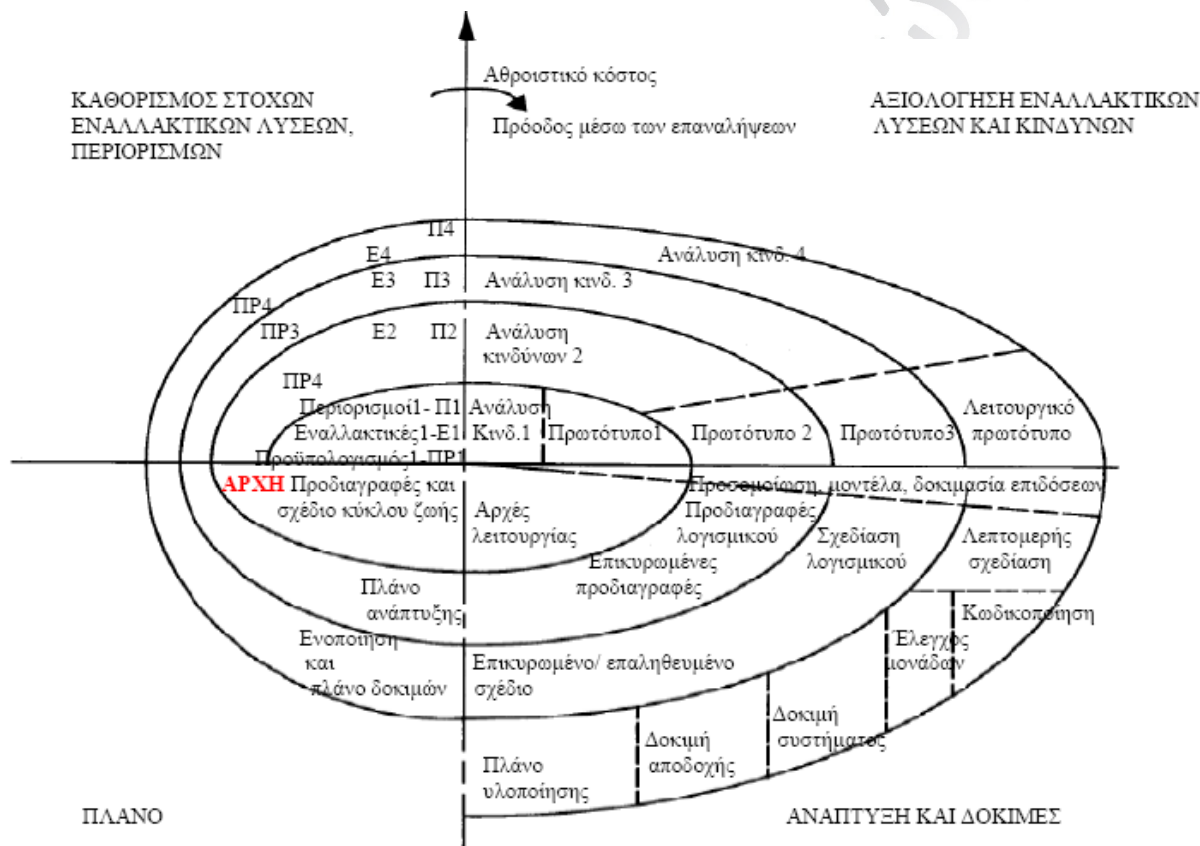 Αθροιστικό κόστος
Πρόοδος μέσω των επαναλήψεων
ΚΑΘΟΡΙΣΜΟΣ ΣΤΟΧΩΝ
ΕΝΑΛΛΑΚΤΙΚΩΝ ΛΥΣΕΩΝ,
ΠΕΡΙΟΡΙΣΜΩΝ
ΑΞΙΟΛΟΓΗΣΗ ΕΝΑΛΛΑΚΤΙΚΩΝ
ΛΥΣΕΩΝ ΚΑΙ ΚΙΝΔΥΝΩΝ
Π4
Ε4
Ανάλυση κινδ. 4
Ε3 Π3
Ανάλυση κινδ. 3
ΠΡ4
ΠΡ3
Ε2 Π2
Ανάλυση
κινδύνων 2
ΠΡ4
Περιορισμοί1- Π1
Εναλλακτικές1-Ε1
Προϋπολογισμός1-ΠΡ1
Ανάλυση
Κινδ.1
Πρωτότυπο1
Πρωτότυπο 2
Πρωτότυπο3
Λειτουργικό
πρωτότυπο
ΑΡΧΗ Προδιαγραφές και
σχέδιο κύκλου ζωής
Προσομοίωση, μοντέλα, δοκιμασία επιδόσεων
Αρχές
λειτουργίας
Προδιαγραφές
λογισμικού
Σχεδίαση
λογισμικού
Λεπτομερής
σχεδίαση
Επικυρωμένες
προδιαγραφές
Πλάνο
ανάπτυξης
Κωδικοποίηση
Έλεγχος
μονάδων
Ενοποίηση
και
πλάνο δοκιμών
Επικυρωμένο/ επαληθευμένο
σχέδιο
Δοκιμή
συστήματος
Δοκιμή
αποδοχής
Πλάνο
υλοποίησης
ΠΛΑΝΟ
ΑΝΑΠΤΥΞΗ ΚΑΙ ΔΟΚΙΜΕΣ